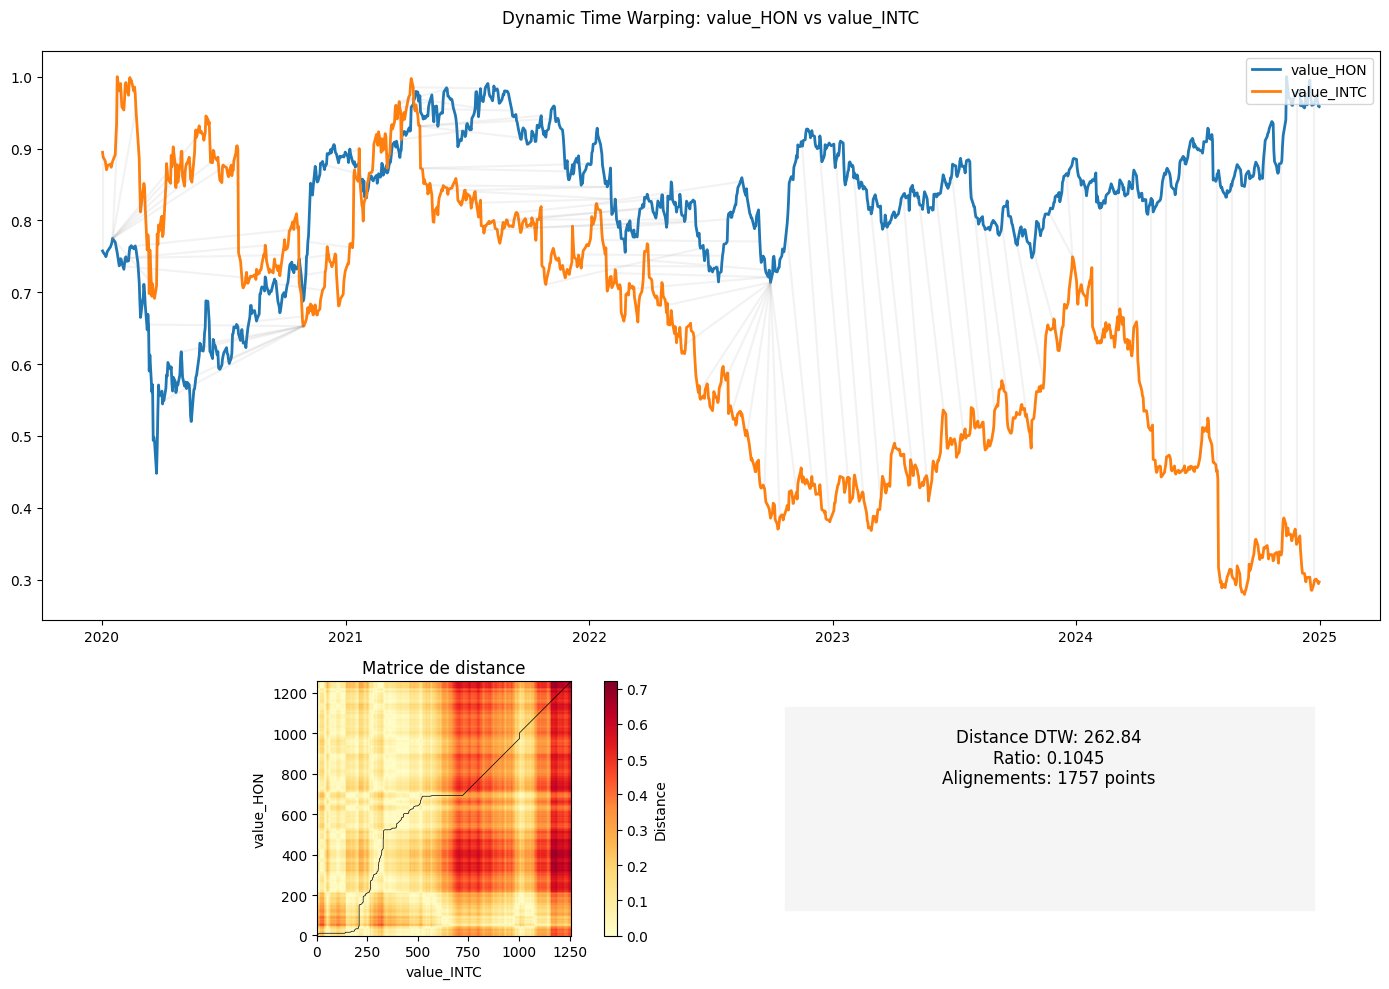 Dynamic Time Warping: value_HON vs value_INTC
value_HON
value_INTC
1.0
0.9
0.8
0.7
0.6
0.5
0.4
0.3
2020 2021 2022 2023 2024 2025
Matrice de distance
1200
1000
800
600
400
200
0
value_HON
0 250 500 750 1000 1250
value_INTC
0.7
0.6
0.5
0.4
0.3
0.2
0.1
0.0
Distance
Distance DTW: 262.84
Ratio: 0.1045
Alignements: 1757 points